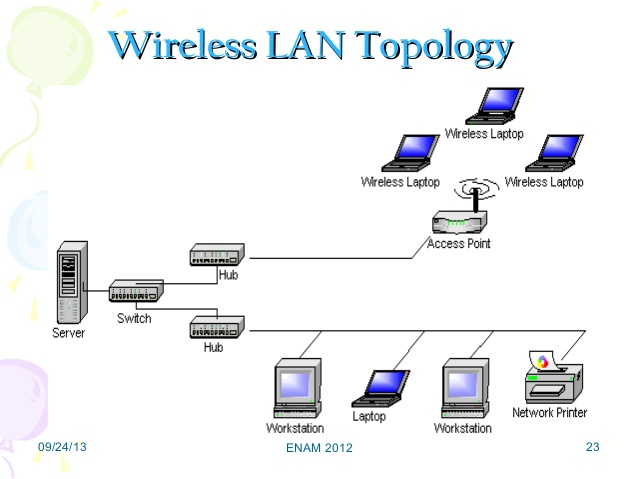 Wireless LAN Topology
Wireless Laptop
Wireless Laptop
Wireless Laptop
Access Point
Hub
Switch
Server
Hub
Workstation
Laptop
Workstation
Network Printer
09/24/13
ENAM 2012
23